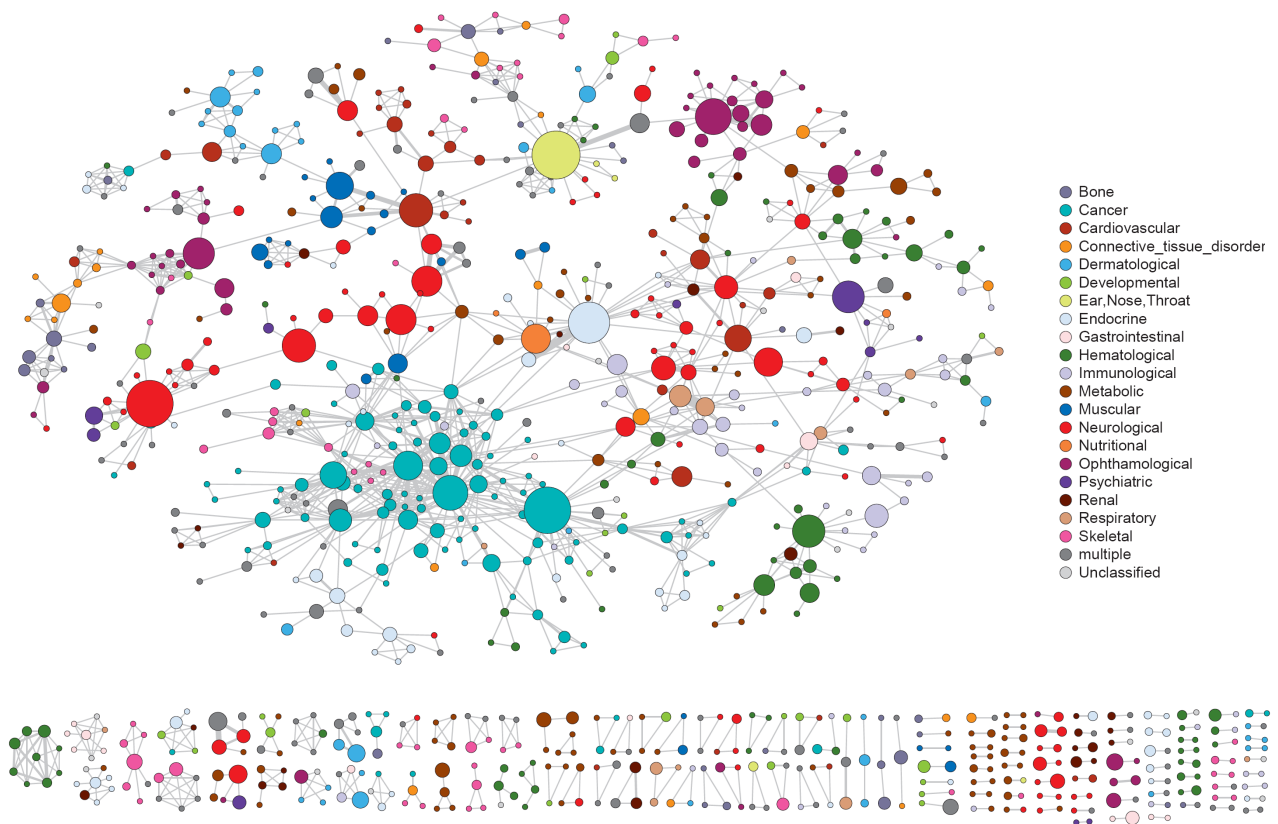 Bone
Cancer
Cardiovascular
Connective_tissue_disorder
Dermatological
Developmental
Ear,Nose,Throat
Endocrine
Gastrointestinal
Hematological
Immunological
Metabolic
Muscular
Neurological
Nutritional
Ophthamological
Psychiatric
Renal
Respiratory
Skeletal
multiple
Unclassified